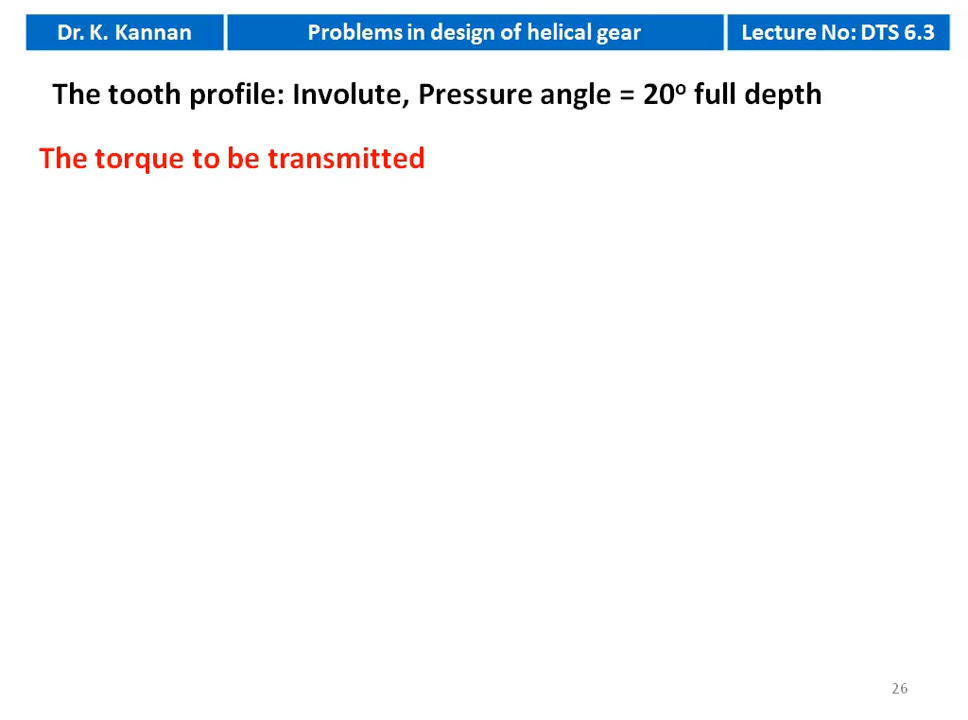 Dr. K. Kannan
Problems in design of helical gear
Lecture No: DTS 6.3
The tooth profile: Involute, Pressure angle = 20º full depth
The torque to be transmitted
26